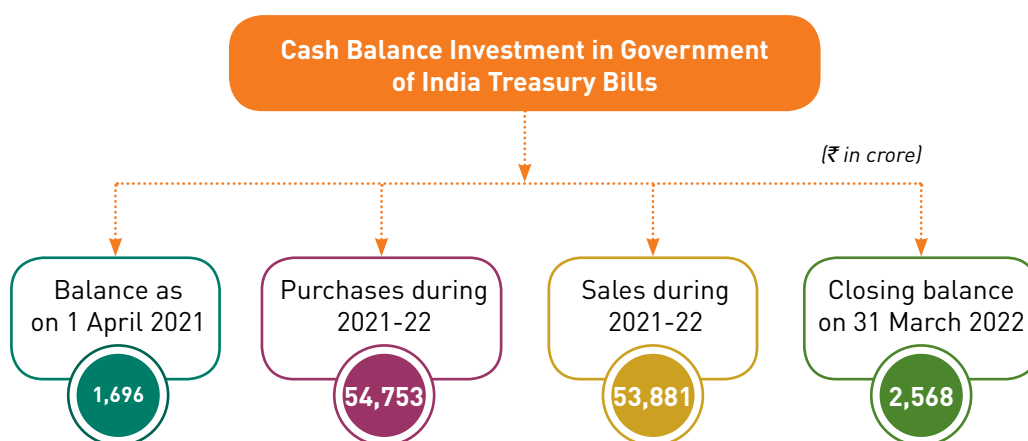 Cash Balance Investment in Government
of India Treasury Bills
(₹ in crore)
Balance as
on 1 April 2021
1,696
Purchases during
2021-22
54,753
Sales during
2021-22
53,881
Closing balance
on 31 March 2022
2,568